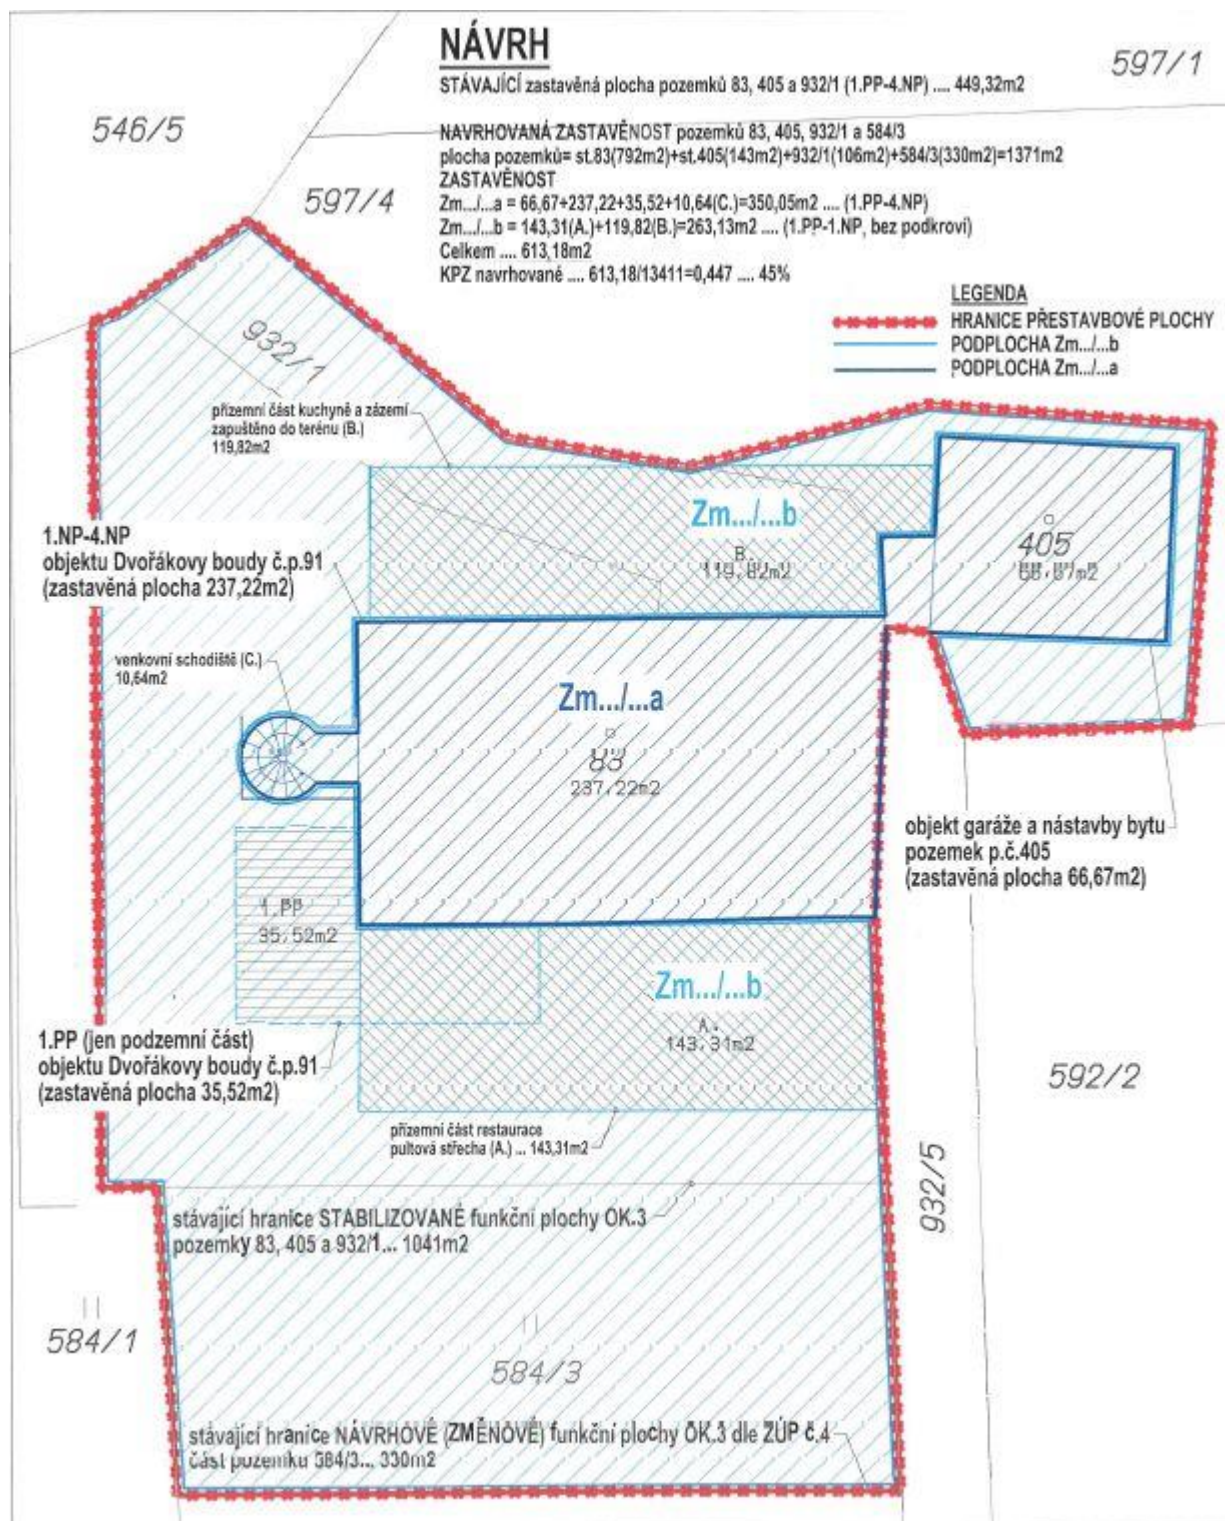 NÁVRH
STÁVAJÍCÍ zastavěná plocha pozemků 83, 405 a 932/1 (1.PP-4.NP) .... 449,32m2
597/1
546/5
NAVRHOVANÁ ZASTAVĚNOST pozemků 83, 405, 932/1 a 584/3
plocha pozemků= st.83(792m2)+st.405(143m2)+932/1(106m2)+584/3(330m2)=1371m2
ZASTAVĚNOST
Zm.../...a = 66,67+237,22+35,52+10,64(C.)=350,05m2 .... (1.PP-4.NP)
Zm.../...b = 143,31(A.)+119,82(B.)=263,13m2 .... (1.PP-1.NP, bez podkroví)
Celkem .... 613,18m2
KPZ navrhované .... 613,18/13411=0,447 .... 45%
597/4
LEGENDA
HRANICE PŘESTAVBOVÉ PLOCHY
PODPLOCHA Zm.../...b
PODPLOCHA Zm.../...a
932/1
přízemní část kuchyně a zázemí
zapuštěno do terénu (B.)
119,82m2
Zm.../...b
B.
119,82m2
405
66,67m2
1.NP-4.NP
objektu Dvořákovy boudy č.p.91
(zastavěná plocha 237,22m2)
venkovní schodiště (C.)
10,64m2
Zm.../...a
83
237,22m2
objekt garáže a nástavby bytu
pozemek p.č.405
(zastavěná plocha 66,67m2)
1.PP
35,52m2
Zm.../...b
A.
143,31m2
1.PP (jen podzemní část)
objektu Dvořákovy boudy č.p.91
(zastavěná plocha 35,52m2)
592/2
přízemní část restaurace
pultová střecha (A.) ... 143,31m2
932/5
stávající hranice STABILIZOVANÉ funkční plochy OK.3
pozemky 83, 405 a 932/1... 1041m2
584/1
584/3
stávající hranice NÁVRHOVÉ (ZMĚNOVÉ) funkční plochy OK.3 dle ZÚP č.4
část pozemku 584/3... 330m2